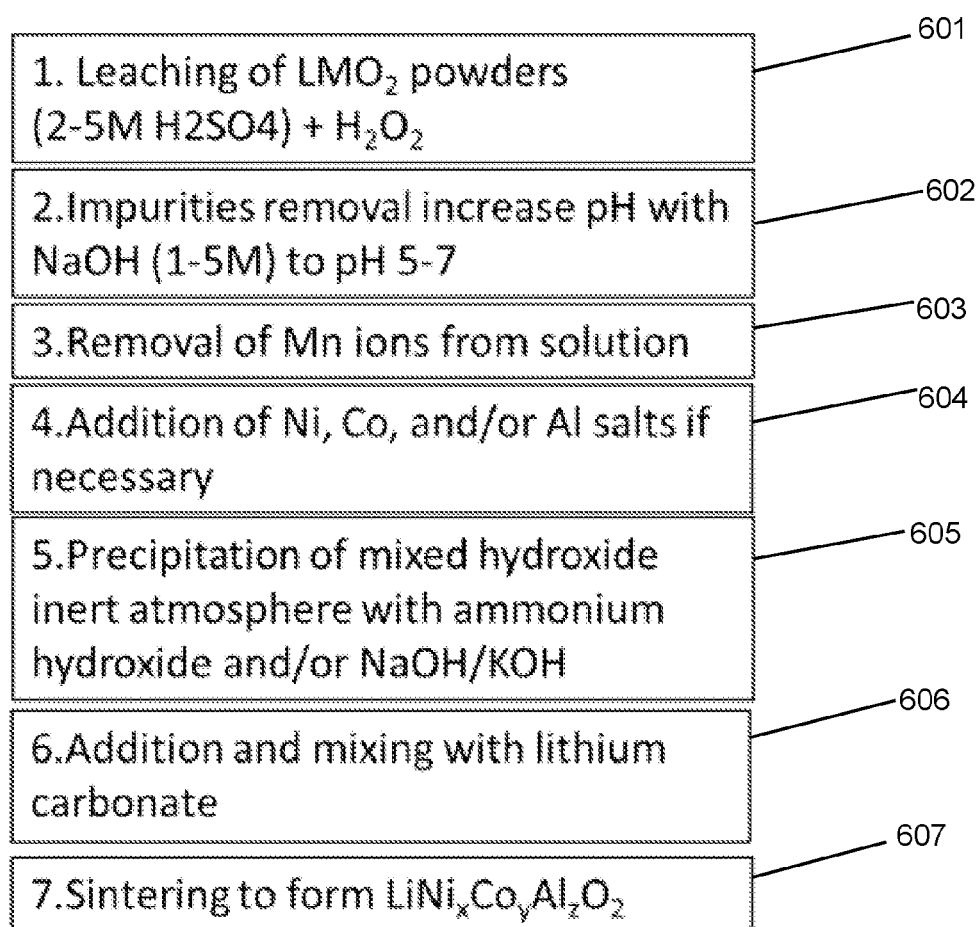 601
1. Leaching of LMO₂ powders
(2-5M H2SO4) + H₂O₂
602
2.Impurities removal increase pH with
NaOH (1-5M) to pH 5-7
603
3.Removal of Mn ions from solution
604
4.Addition of Ni, Co, and/or Al salts if
necessary
605
5.Precipitation of mixed hydroxide
inert atmosphere with ammonium
hydroxide and/or NaOH/KOH
606
6.Addition and mixing with lithium
carbonate
607
7.Sintering to form LiNiₓCoᵧAl_zO₂